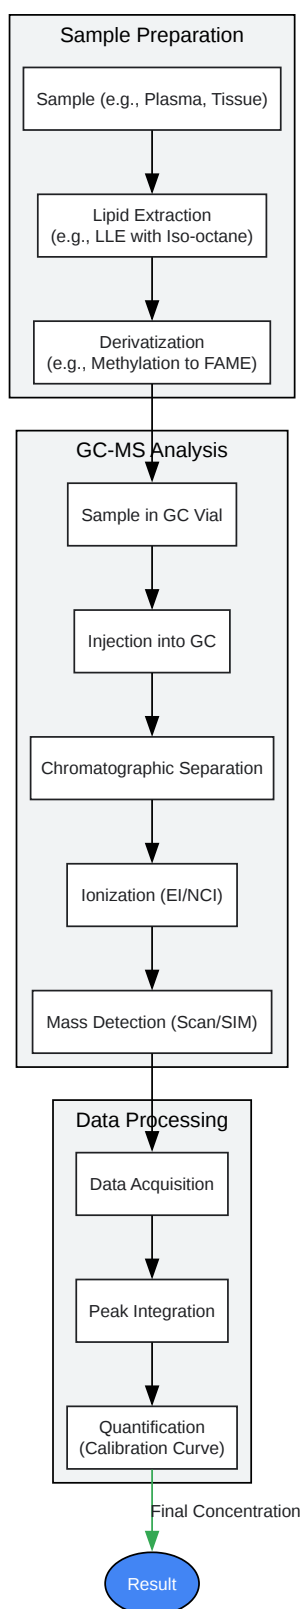 Sample Preparation
Sample (e.g., Plasma, Tissue)
Lipid Extraction
(e.g., LLE with Iso-octane)
Derivatization
(e.g., Methylation to FAME)
GC-MS Analysis
Sample in GC Vial
Injection into GC
Chromatographic Separation
Ionization (EI/NCI)
Mass Detection (Scan/SIM)
Data Processing
Data Acquisition
Peak Integration
Quantification
(Calibration Curve)
Final Concentration
Result